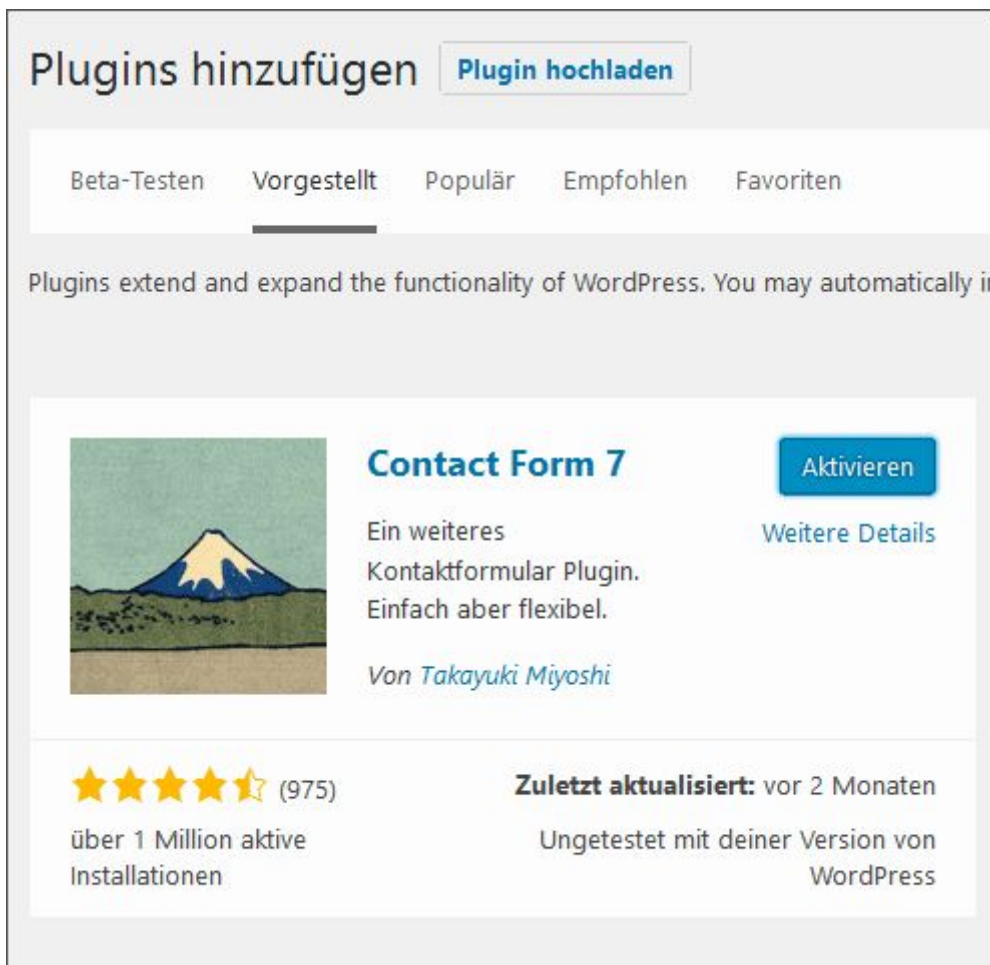 Plugins hinzufügen Plugin hochladen
Beta-Testen Vorgestellt Populär Empfohlen Favoriten
Plugins extend and expand the functionality of WordPress. You may automatically
Contact Form 7
Aktivieren
Ein weiteres
Kontaktformular Plugin.
Einfach aber flexibel.
Weitere Details
Von Takayuki Miyoshi
(975)
über 1 Million aktive
Installationen
Zuletzt aktualisiert: vor 2 Monaten
Ungetestet mit deiner Version von
WordPress